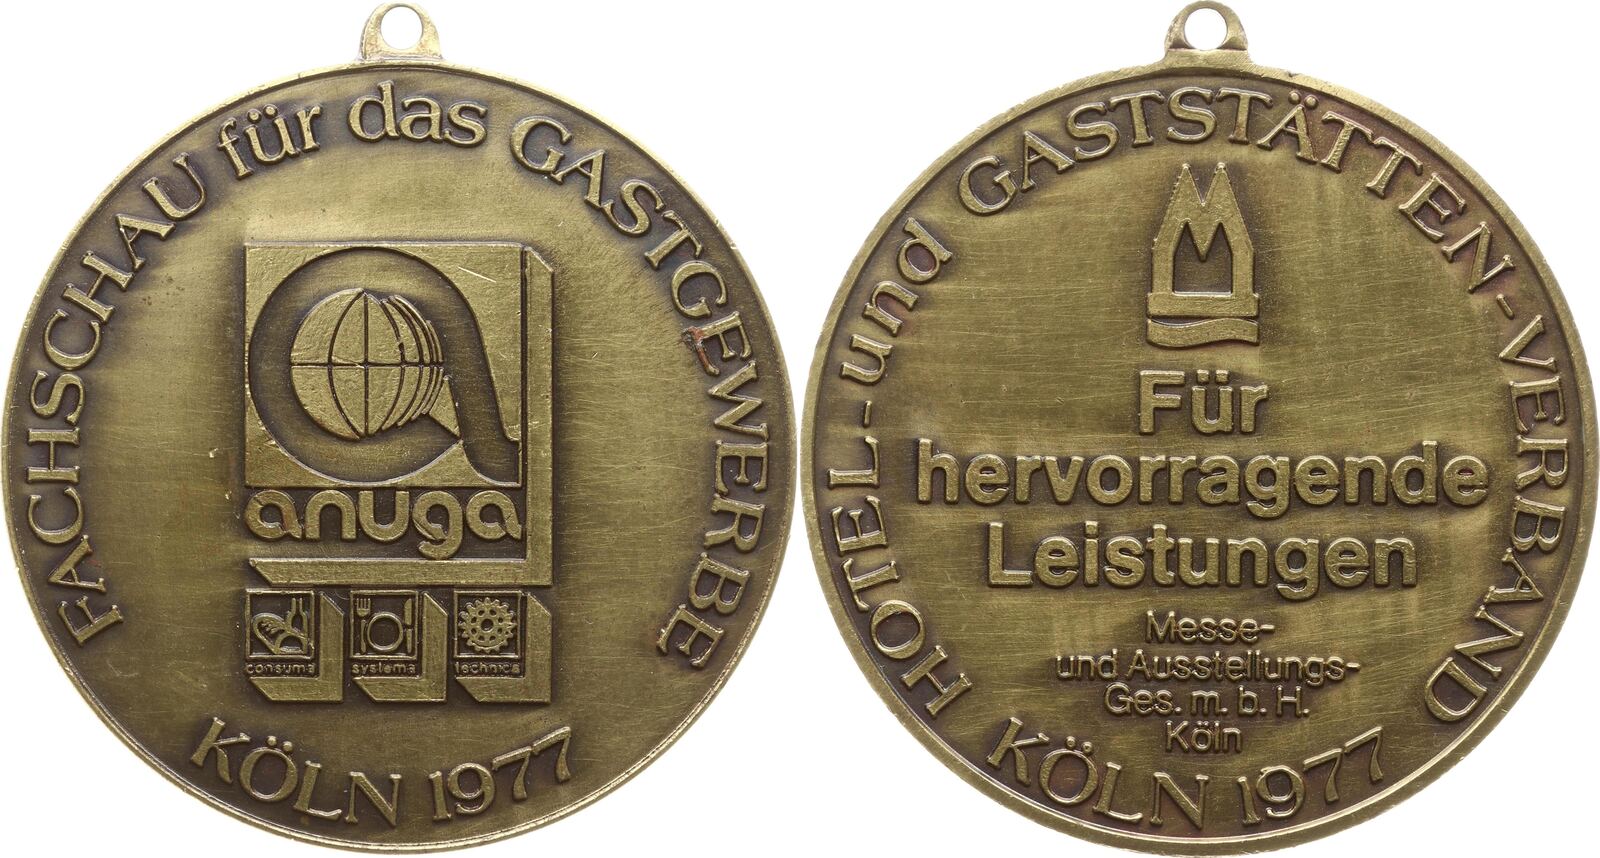 FACHSCHAU für das GASTGEWERBE
anuga
consuma
systema
technica
KÖLN 1977
HOTEL-und GASTSTÄTTEN-VERBAND
Für
hervorragende
Leistungen
Messe-
und Ausstellungs-
Ges. m. b. H.
Köln
KÖLN 1977